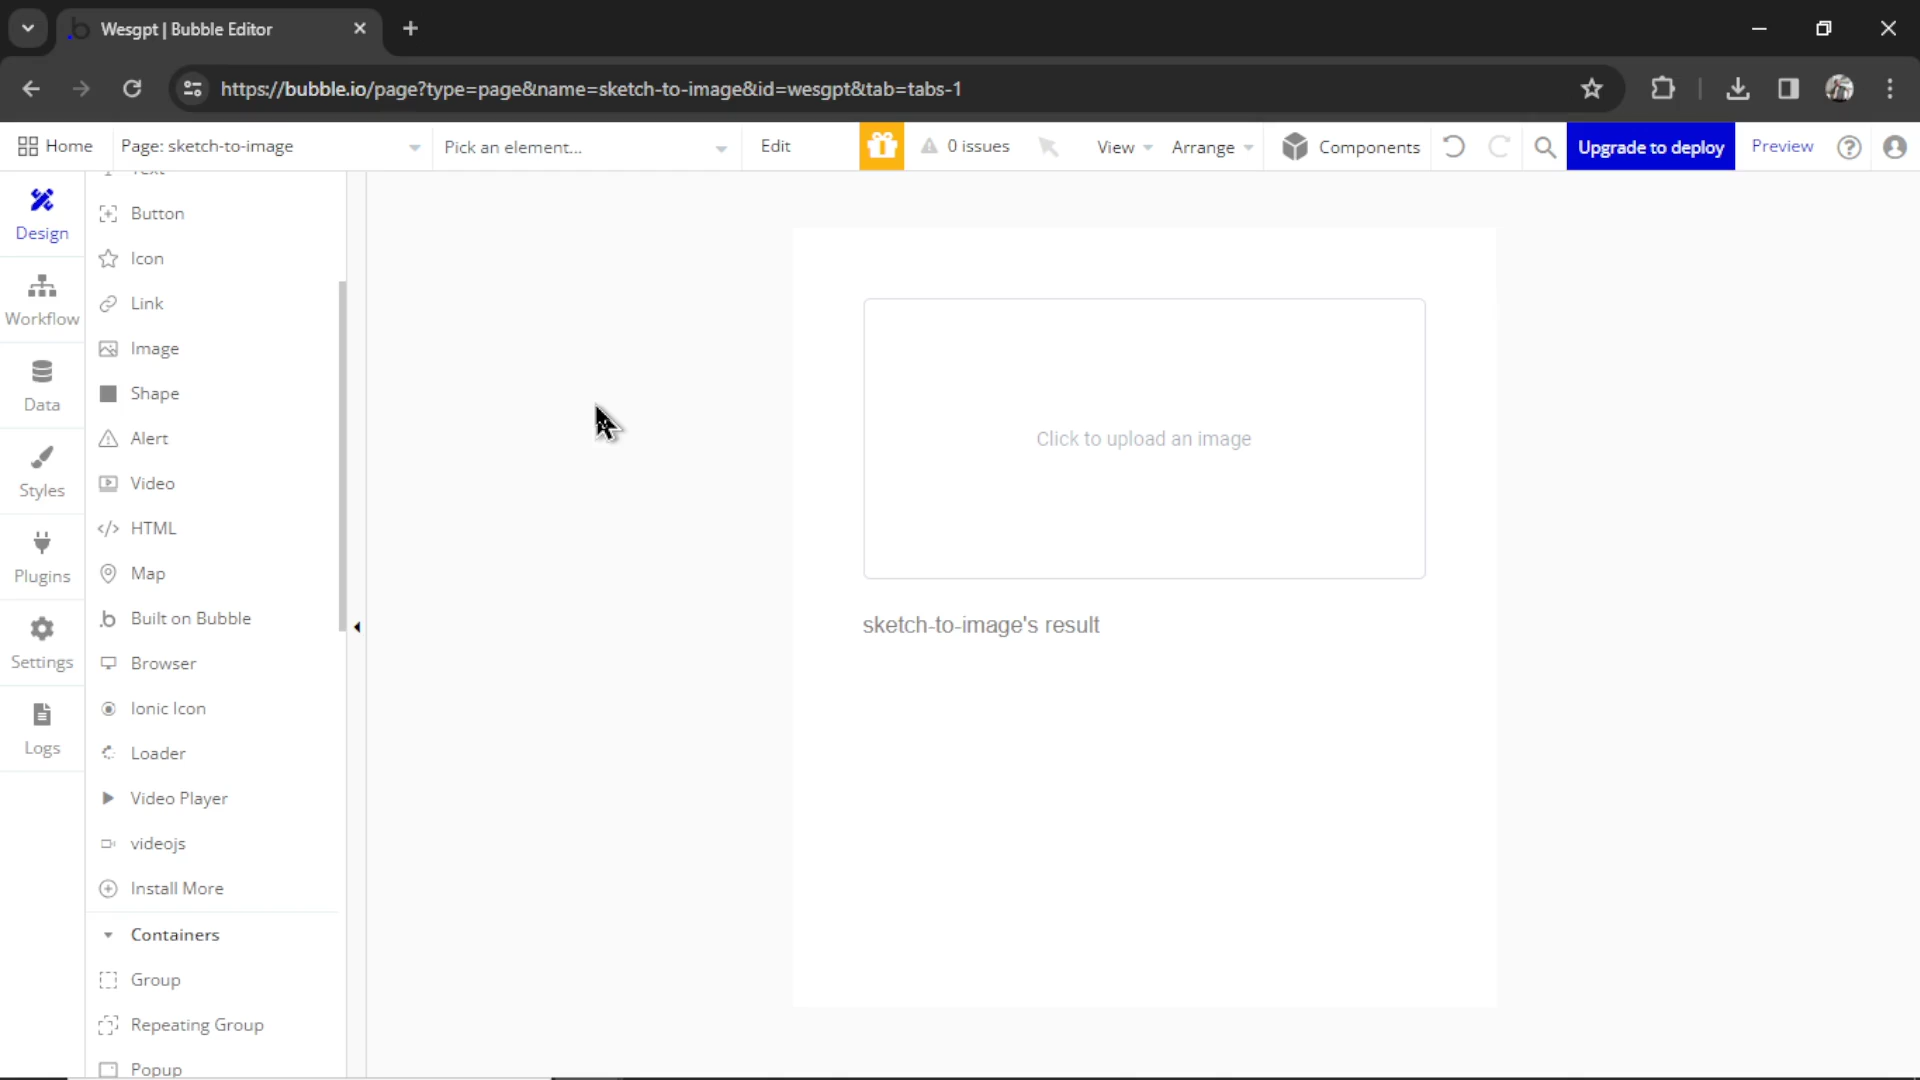 Wesgpt | Bubble Editor
https://bubble.io/page?type=page&name=sketch-to-image&id=wesgpt&tab=tabs-1
Home
Page: sketch-to-image
Pick an element...
Edit
0 issues
View
Arrange
Components
Upgrade to deploy
Preview
Design
Workflow
Data
Styles
Plugins
Settings
Logs
Text
Button
Icon
Link
Image
Shape
Alert
Video
HTML
Map
Built on Bubble
Browser
Ionic Icon
Loader
Video Player
videojs
Install More
Containers
Group
Repeating Group
Popup
Click to upload an image
sketch-to-image's result